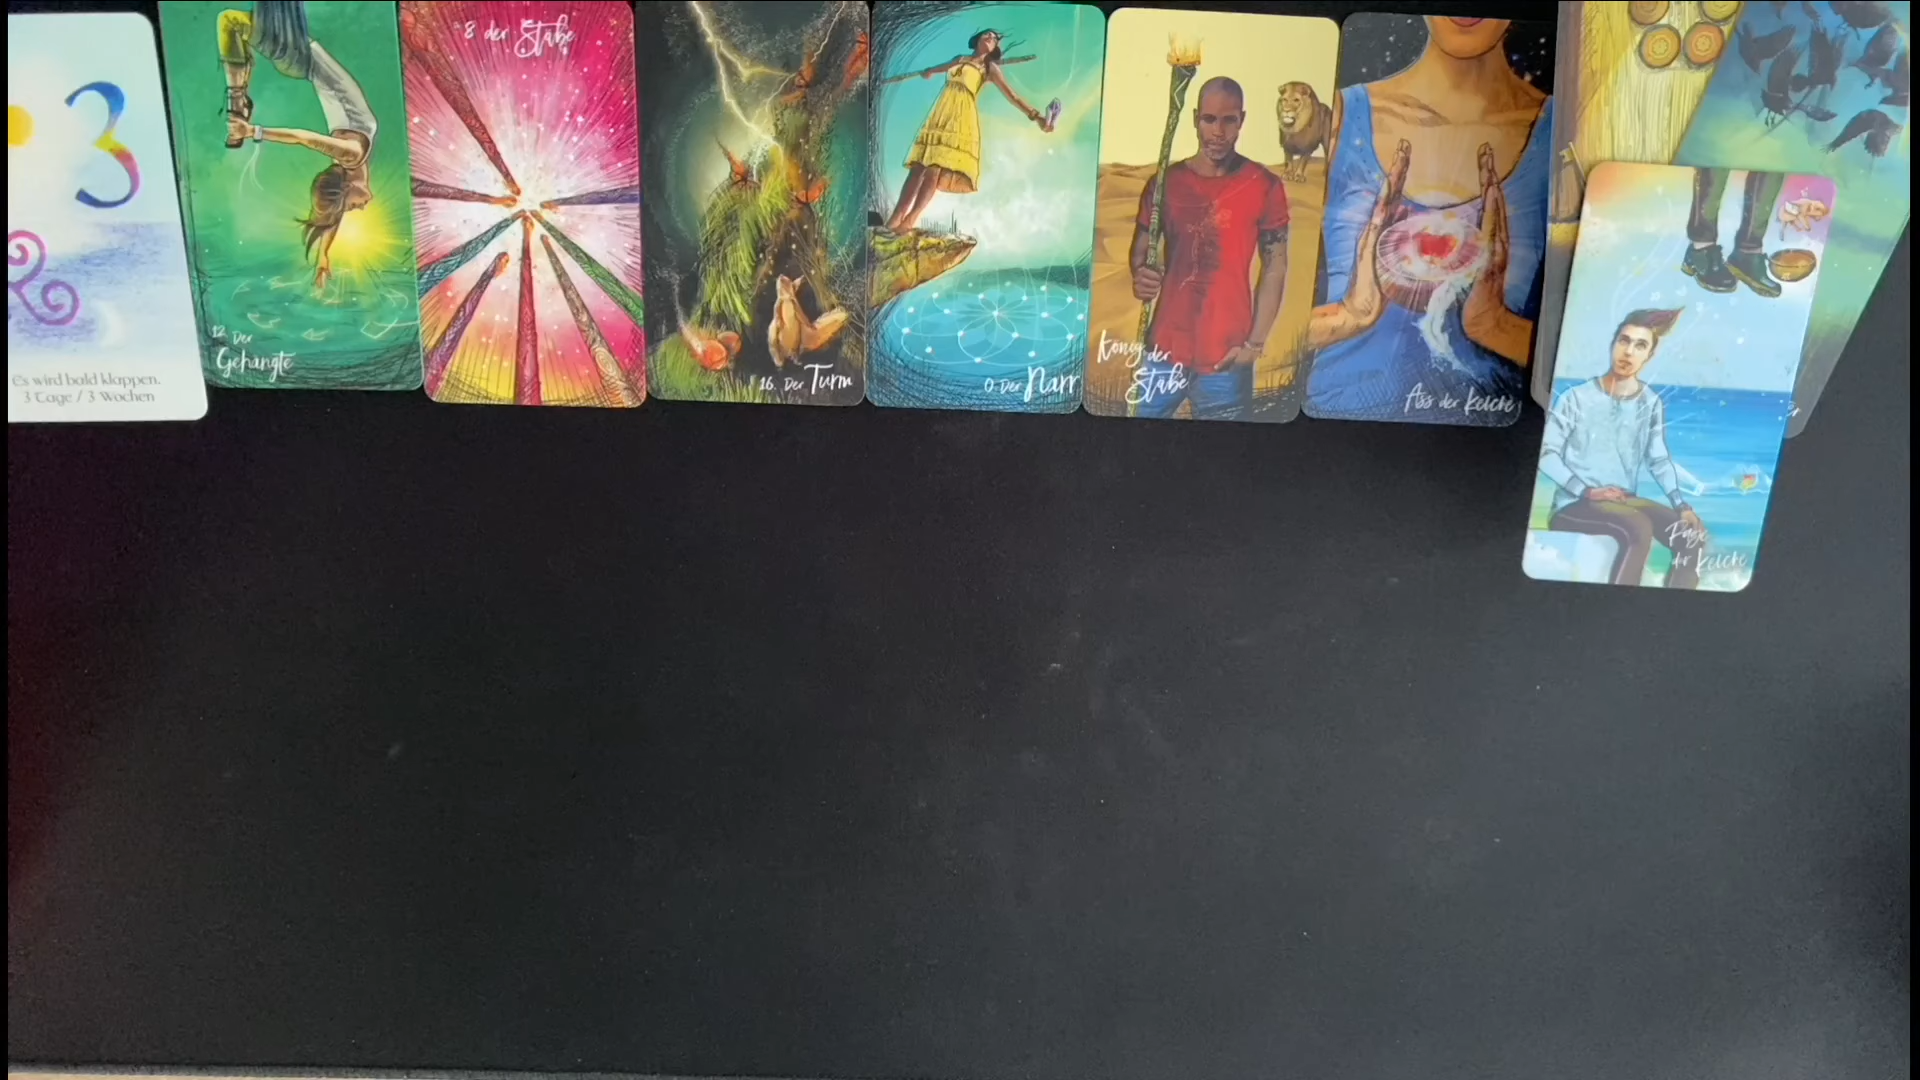 3
Es wird bald klappen.
3 Tage / 3 Wochen
12. Der
Gehängte
8 der Stäbe
16. Der Turm
0. Der Narr
König der
Stäbe
Ass der Kelche
Page
der Kelche